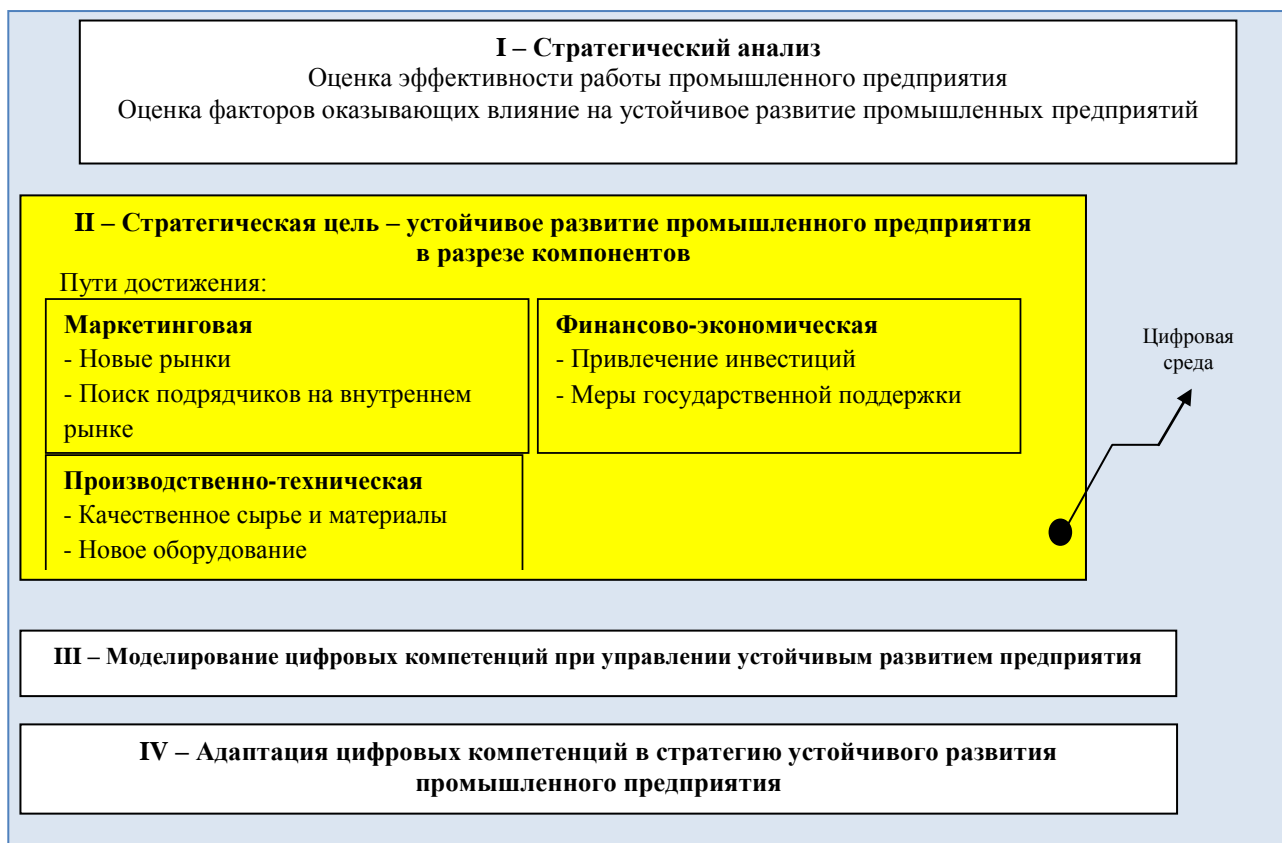 I – Стратегический анализ
Оценка эффективности работы промышленного предприятия
Оценка факторов оказывающих влияние на устойчивое развитие промышленных предприятий
II – Стратегическая цель – устойчивое развитие промышленного предприятия
в разрезе компонентов
Пути достижения:
Маркетинговая
- Новые рынки
- Поиск подрядчиков на внутреннем
рынке
Финансово-экономическая
- Привлечение инвестиций
- Меры государственной поддержки
Производственно-техническая
- Качественное сырье и материалы
- Новое оборудование
Цифровая
среда
III – Моделирование цифровых компетенций при управлении устойчивым развитием предприятия
IV – Адаптация цифровых компетенций в стратегию устойчивого развития
промышленного предприятия